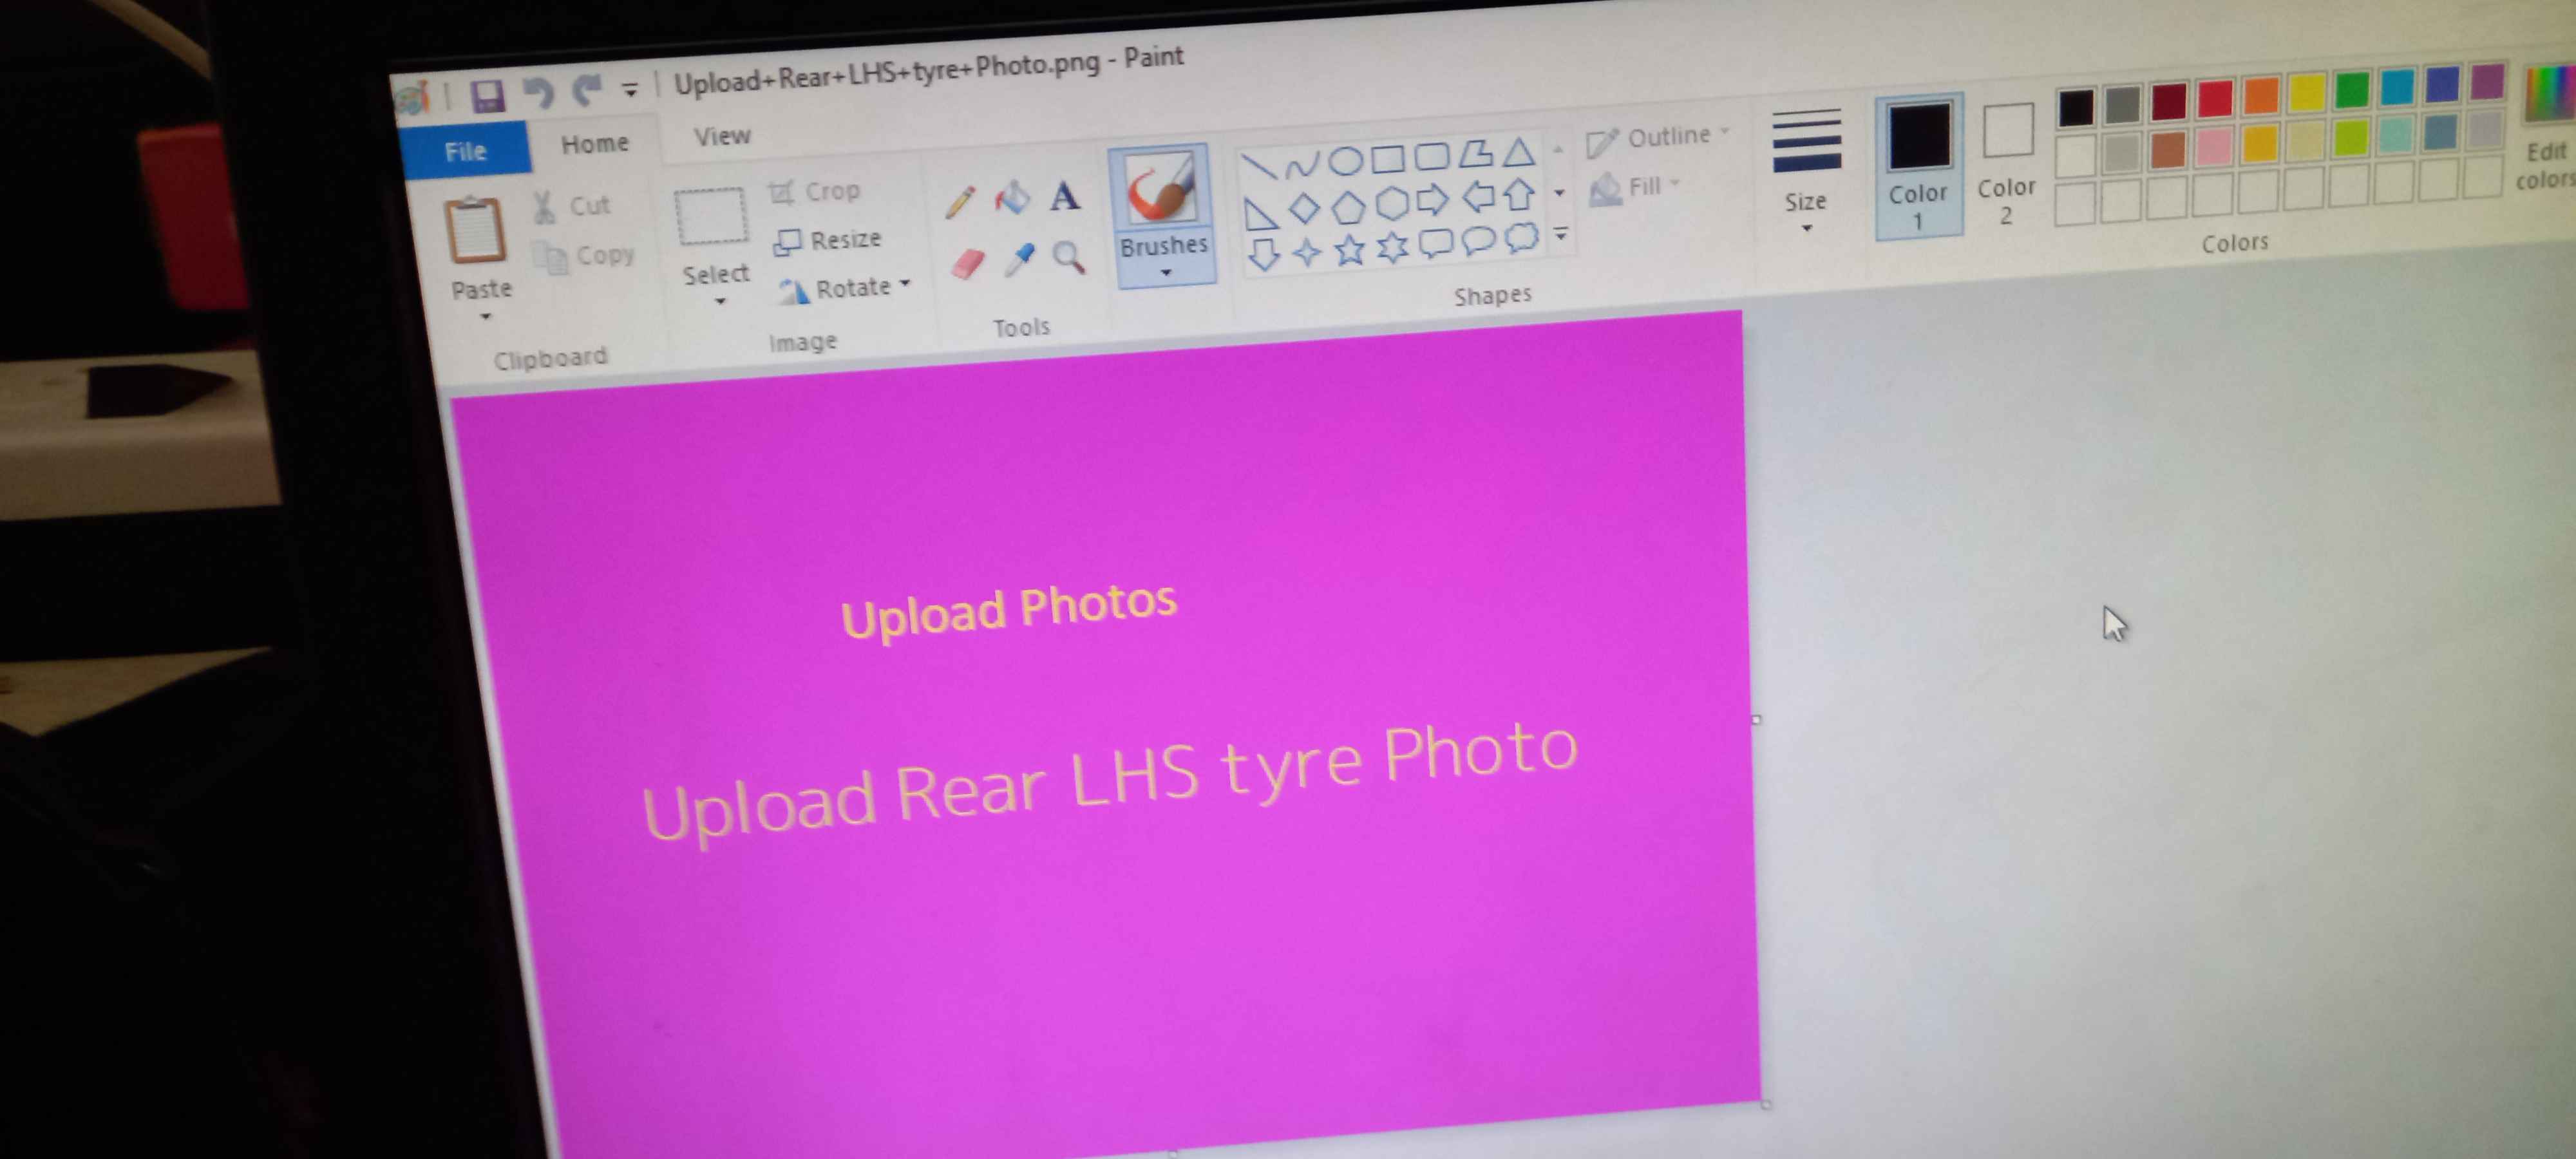 Upload+Rear+LHS+tyre+Photo.png - Paint
File Home View
Paste
Cut
Copy
Clipboard
Select
Crop
Resize
Rotate
Image
A
Tools
Brushes
Shapes
Outline
Fill
Size
Color 1
Color 2
Colors
Edit colors
Upload Photos
Upload Rear LHS tyre Photo